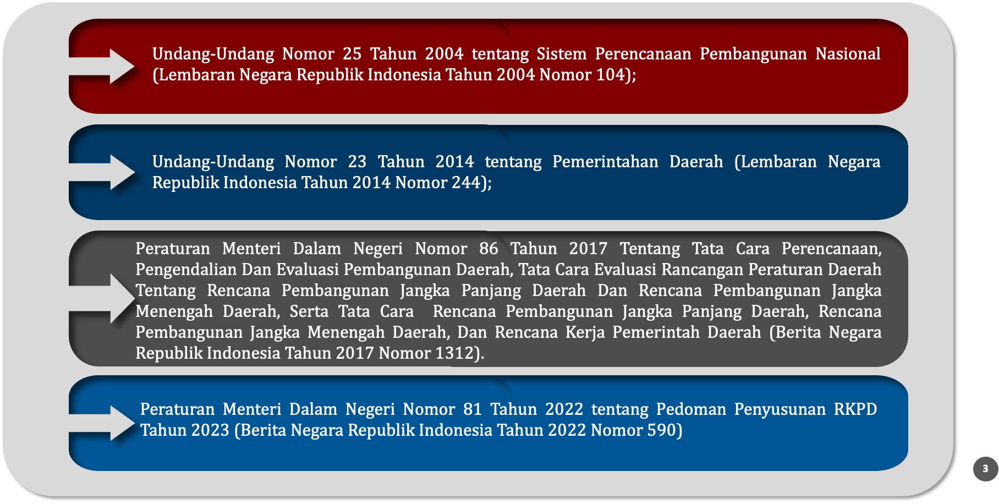 Undang-Undang Nomor 25 Tahun 2004 tentang Sistem Perencanaan Pembangunan Nasional
(Lembaran Negara Republik Indonesia Tahun 2004 Nomor 104);
Undang-Undang Nomor 23 Tahun 2014 tentang Pemerintahan Daerah (Lembaran Negara
Republik Indonesia Tahun 2014 Nomor 244);
Peraturan Menteri Dalam Negeri Nomor 86 Tahun 2017 Tentang Tata Cara Perencanaan,
Pengendalian Dan Evaluasi Pembangunan Daerah, Tata Cara Evaluasi Rancangan Peraturan Daerah
Tentang Rencana Pembangunan Jangka Panjang Daerah Dan Rencana Pembangunan Jangka
Menengah Daerah, Serta Tata Cara Rencana Pembangunan Jangka Panjang Daerah, Rencana
Pembangunan Jangka Menengah Daerah, Dan Rencana Kerja Pemerintah Daerah (Berita Negara
Republik Indonesia Tahun 2017 Nomor 1312).
Peraturan Menteri Dalam Negeri Nomor 81 Tahun 2022 tentang Pedoman Penyusunan RKPD
Tahun 2023 (Berita Negara Republik Indonesia Tahun 2022 Nomor 590)
3